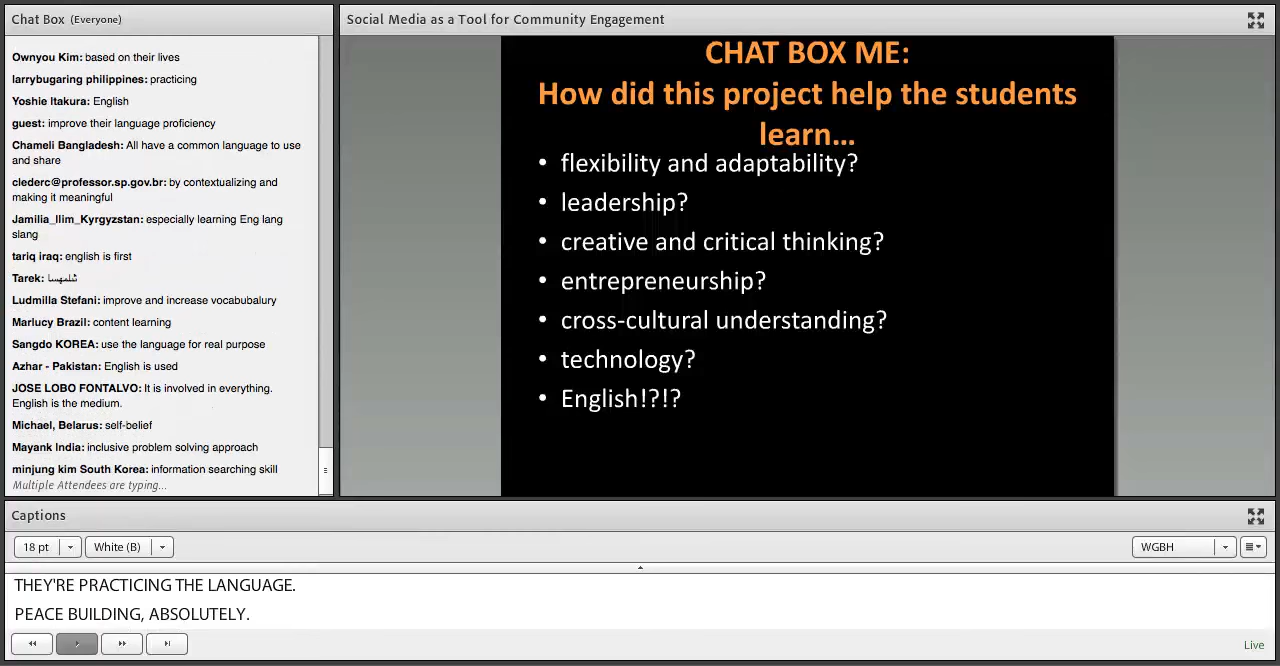 Chat Box (Everyone)
Ownyou Kim: based on their lives
larrybugaring philippines: practicing
Yoshie Itakura: English
guest: improve their language proficiency
Chameli Bangladesh: All have a common language to use
and share
clederc@professor.sp.gov.br: by contextualizing and
making it meaningful
Jamilia_Ilim_Kyrgyzstan: especially learning Eng lang
slang
tariq iraq: english is first
Tarek:
Ludmilla Stefani: improve and increase vocabubalury
Marlucy Brazil: content learning
Sangdo KOREA: use the language for real purpose
Azhar - Pakistan: English is used
JOSE LOBO FONTALVO: It is involved in everything.
English is the medium.
Michael, Belarus: self-belief
Mayank India: inclusive problem solving approach
minjung kim South Korea: information searching skill
Multiple Attendees are typing...
Social Media as a Tool for Community Engagement
CHAT BOX ME:
How did this project help the students
learn...
• flexibility and adaptability?
• leadership?
• creative and critical thinking?
• entrepreneurship?
• cross-cultural understanding?
• technology?
• English!?!?
Captions
18 pt
White (B)
WGBH
THEY'RE PRACTICING THE LANGUAGE.
PEACE BUILDING, ABSOLUTELY.
Live